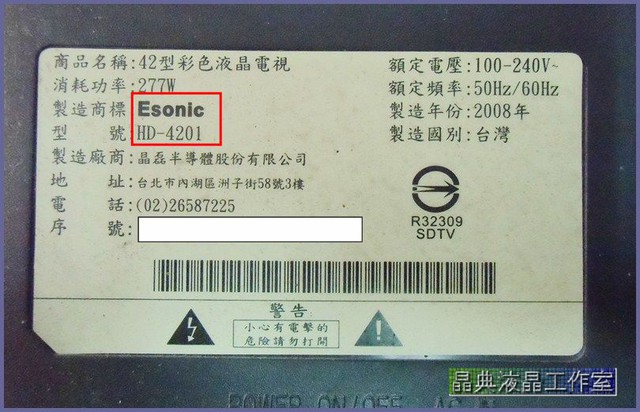 商品名稱:42型彩色液晶電視
消耗功率:277W
製造商標:Esonic
型 號:HD-4201
製造廠商:晶磊半導體股份有限公司
地 址:台北市內湖區洲子街58號3樓
電 話:(02)26587225
序 號:
額定電壓:100-240V~
額定頻率:50Hz/60Hz
製造年份:2008年
製造國別:台灣
R32309
SDTV
警告
小心有電擊的
危險請勿打開
晶典液晶工作室
POWER ON/OFF AC